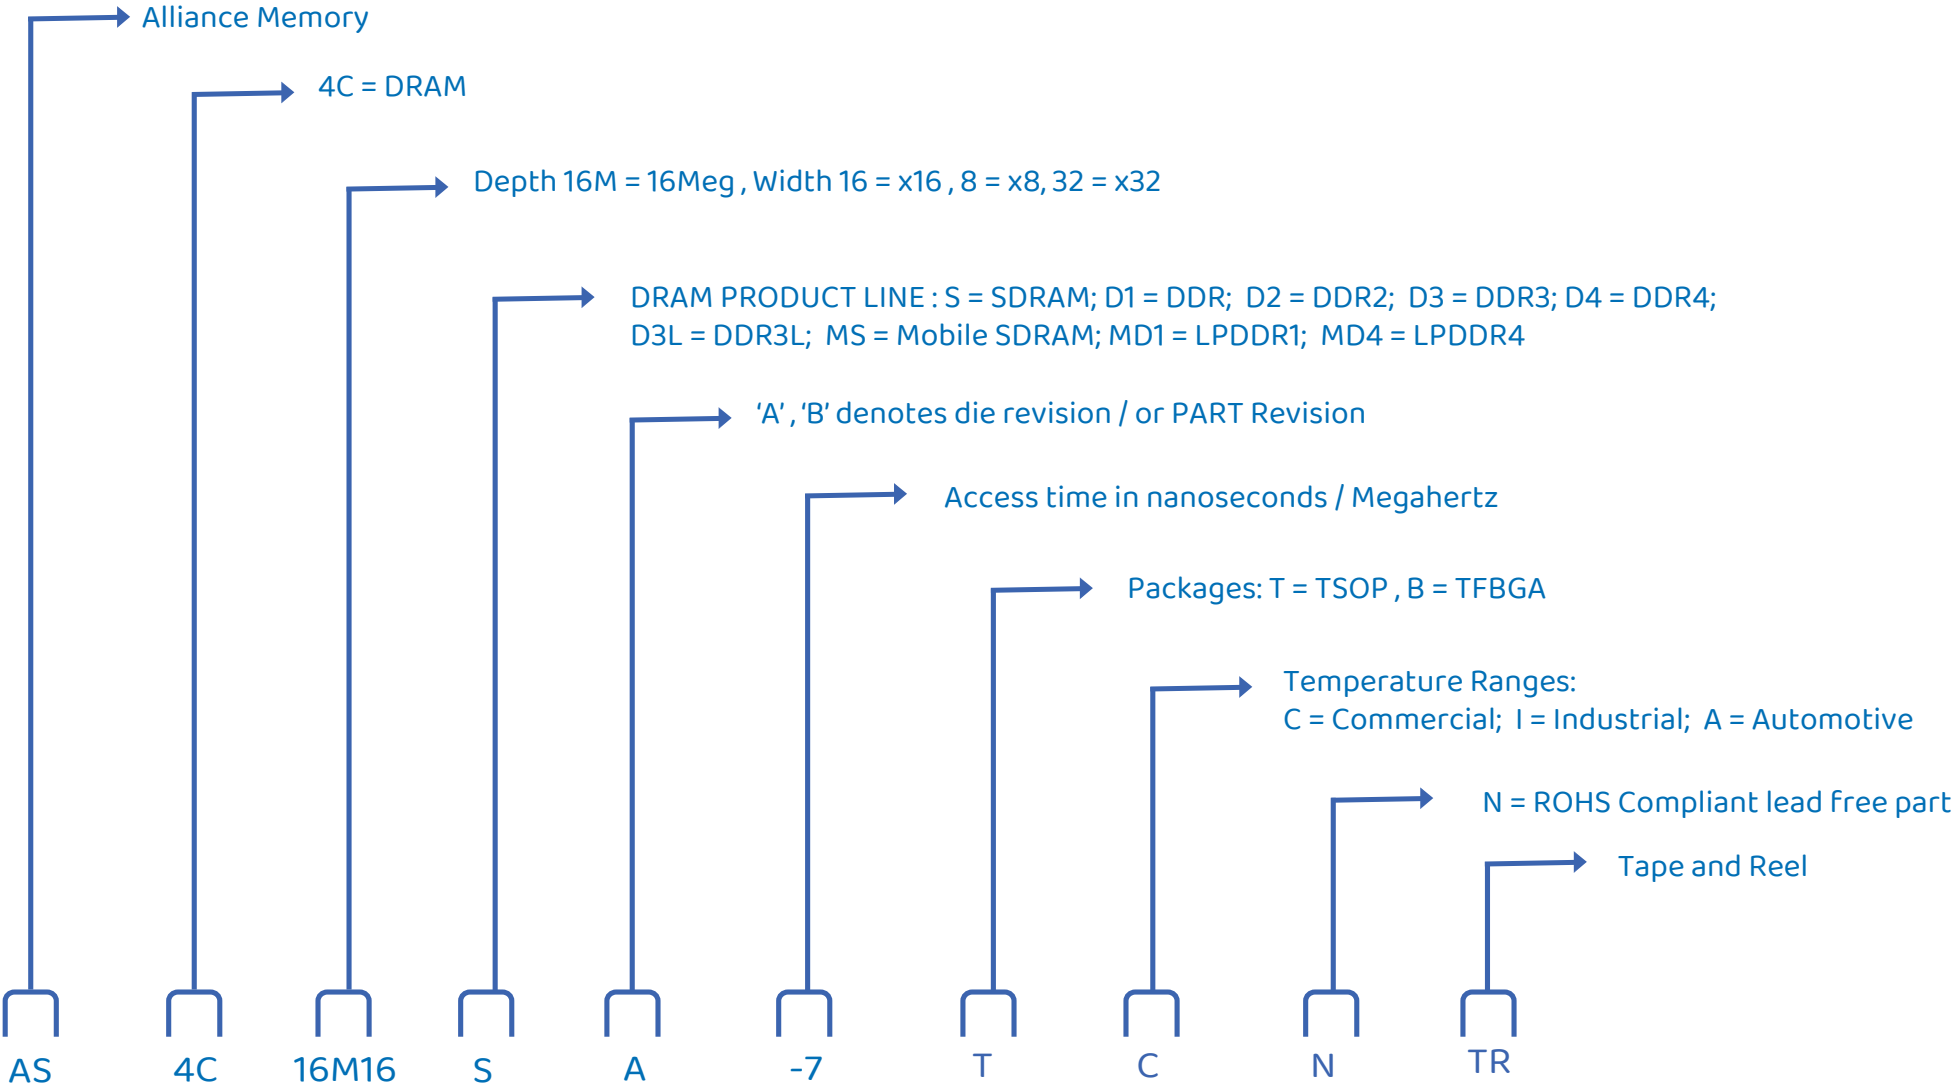 Alliance Memory
4C = DRAM
Depth 16M = 16Meg , Width 16 = x16 , 8 = x8, 32 = x32
DRAM PRODUCT LINE : S = SDRAM; D1 = DDR; D2 = DDR2; D3 = DDR3; D4 = DDR4;
D3L = DDR3L; MS = Mobile SDRAM; MD1 = LPDDR1; MD4 = LPDDR4
‘A’ , ‘B’ denotes die revision / or PART Revision
Access time in nanoseconds / Megahertz
Packages: T = TSOP , B = TFBGA
Temperature Ranges:
C = Commercial; I = Industrial; A = Automotive
N = ROHS Compliant lead free part
Tape and Reel
AS 4C 16M16 S A -7 T C N TR